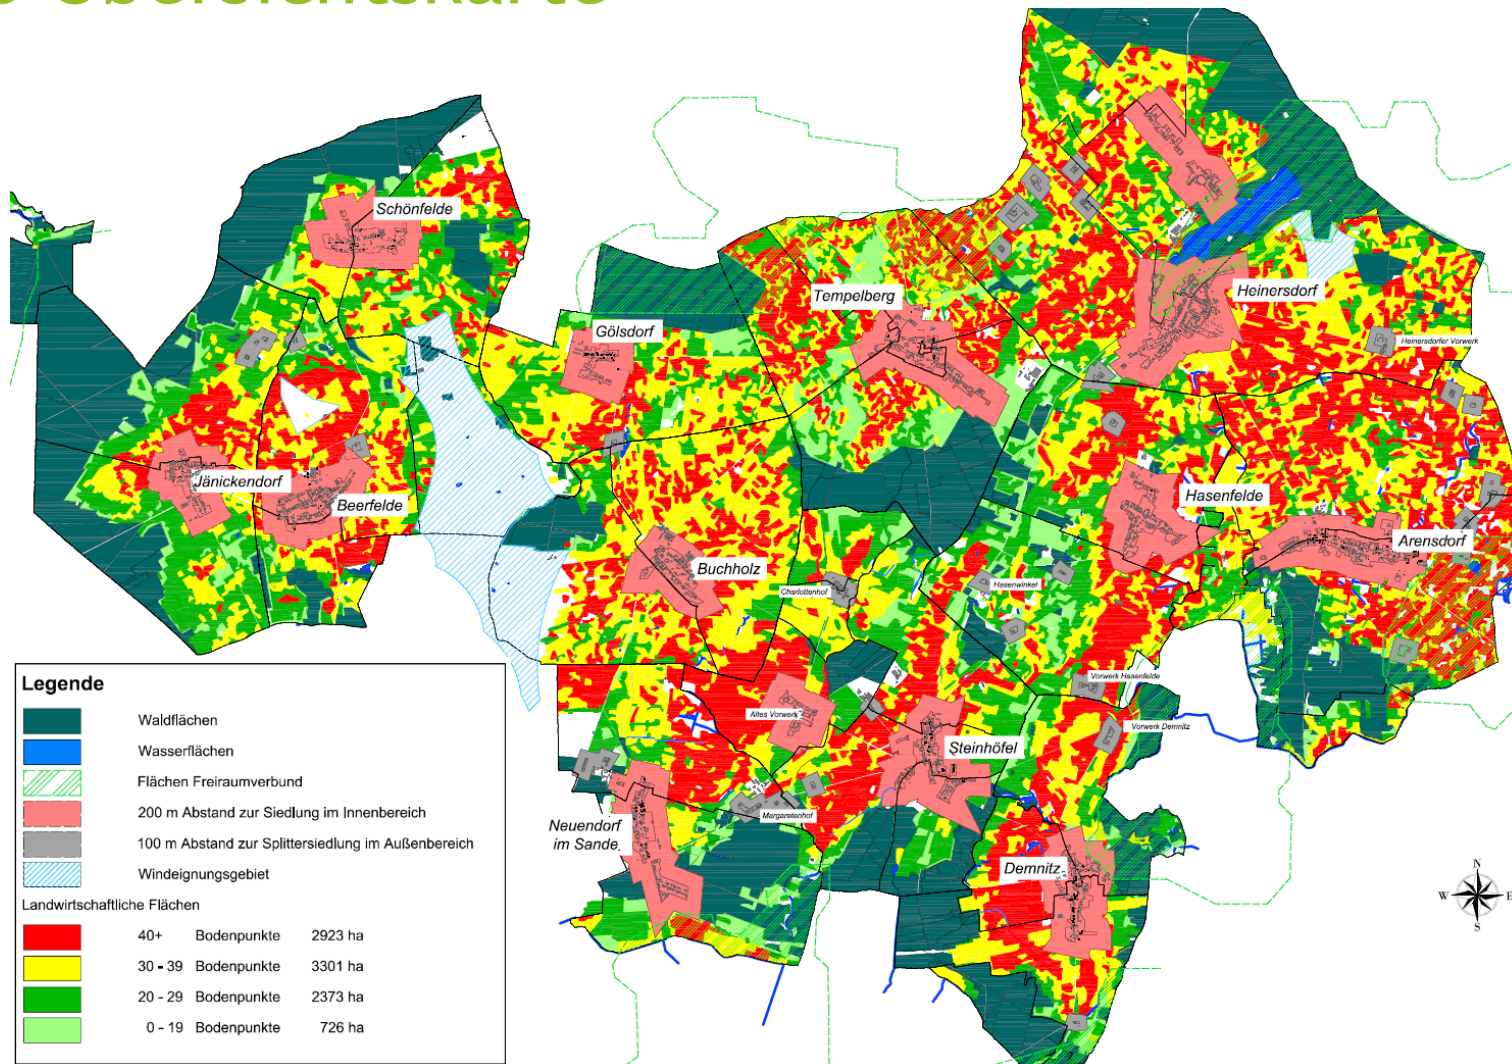 Übersichtskarte
Schönfelde
Tempelberg
Heinersdorf
Gölsdorf
Heinersdorfer Vorwerk
Jänickendorf
Beerfelde
Hasenfelde
Arensdorf
Buchholz
Charlottenhof
Hasenwinkel
Vorwerk Hasenfelde
Altes Vorwerk
Vorwerk Demnitz
Steinhöfel
Margaretenhof
Neuendorf
im Sande
Demnitz
N
W E
S
Legende
Waldflächen
Wasserflächen
Flächen Freiraumverbund
200 m Abstand zur Siedlung im Innenbereich
100 m Abstand zur Splittersiedlung im Außenbereich
Windeignungsgebiet
Landwirtschaftliche Flächen
40+ Bodenpunkte 2923 ha
30 - 39 Bodenpunkte 3301 ha
20 - 29 Bodenpunkte 2373 ha
0 - 19 Bodenpunkte 726 ha